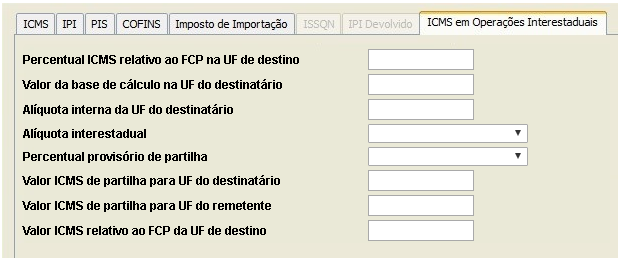 ICMS IPI PIS COFINS Imposto de Importação ISSQN IPI Devolvido ICMS em Operações Interestaduais
Percentual ICMS relativo ao FCP na UF de destino
Valor da base de cálculo na UF do destinatário
Alíquota interna da UF do destinatário
Alíquota interestadual
Percentual provisório de partilha
Valor ICMS de partilha para UF do destinatário
Valor ICMS de partilha para UF do remetente
Valor ICMS relativo ao FCP da UF de destino